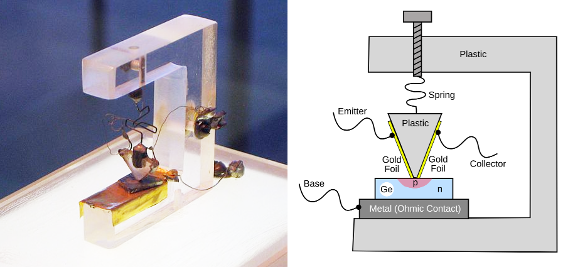 Plastic
Spring
Emitter
Plastic
Gold
Foil
Gold
Foil
Collector
Base
p
Ge
n
Metal (Ohmic Contact)